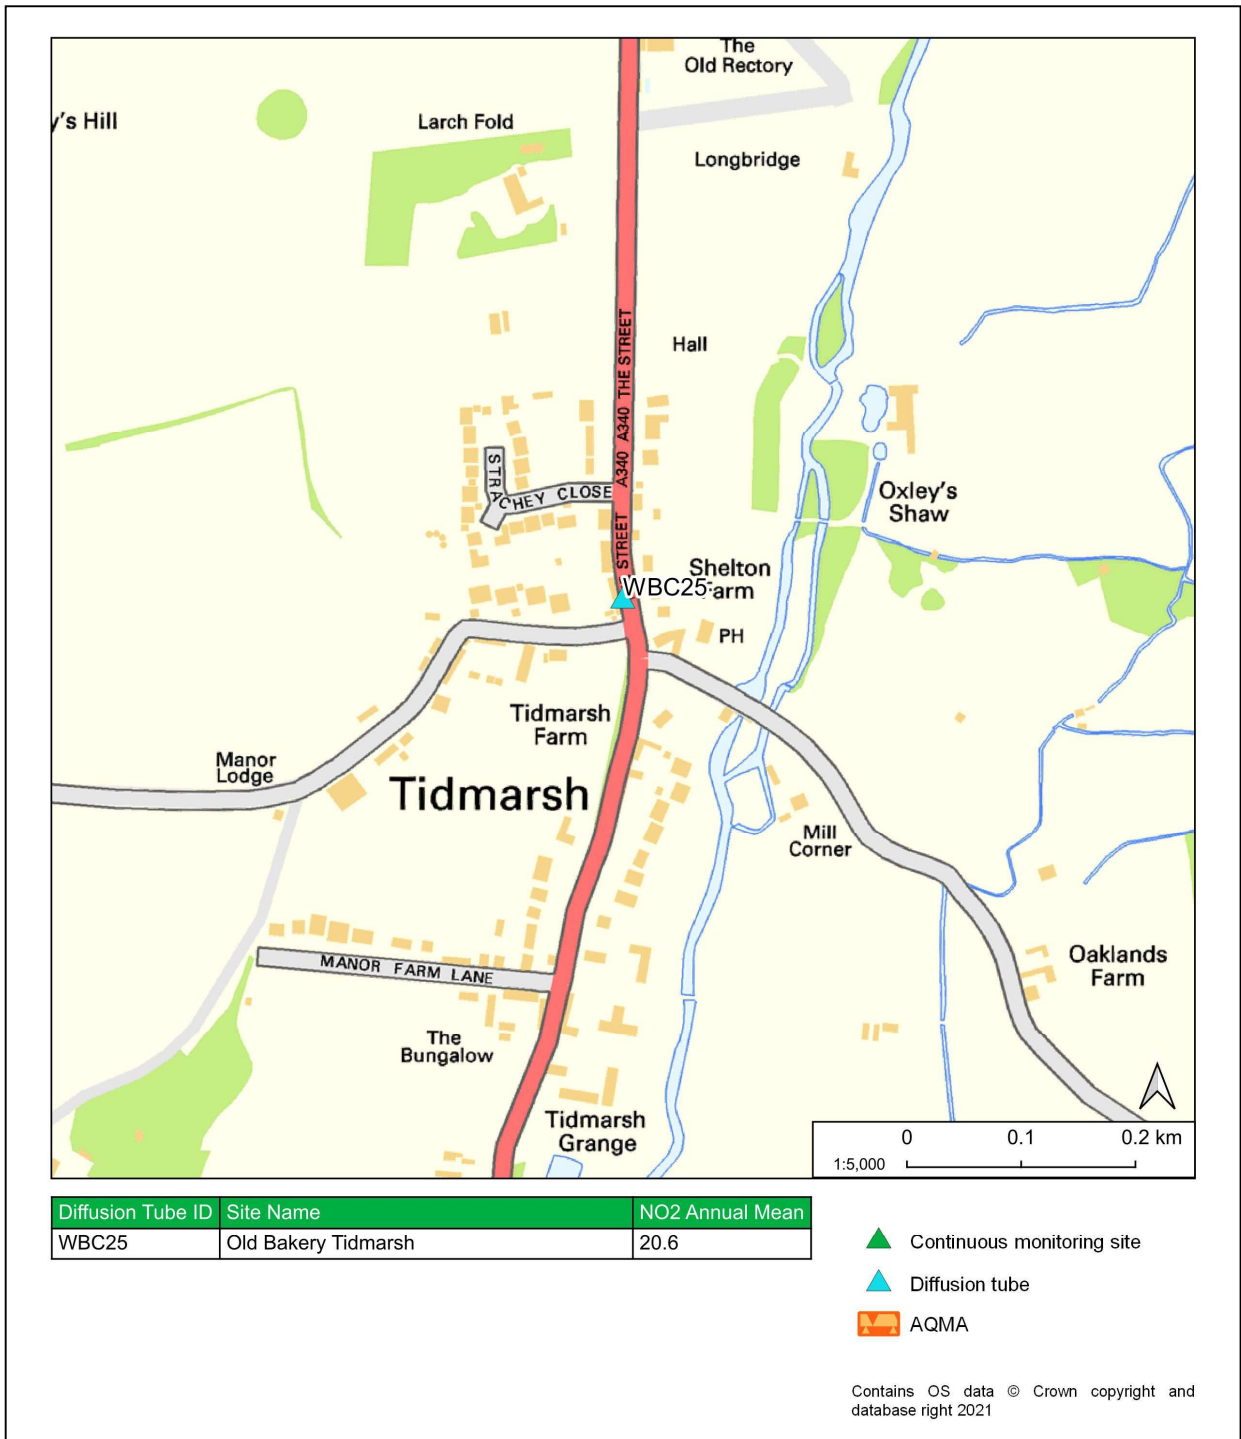 The
Old Rectory
y's Hill
Larch Fold
Longbridge
A340 A340 THE STREET
Hall
STRACHEY CLOSE
Oxley's
Shaw
STREET
Shelton
Farm
WBC25
PH
Tidmarsh
Farm
Manor
Lodge
Tidmarsh
Mill
Corner
MANOR FARM LANE
Oaklands
Farm
The
Bungalow
Tidmarsh
Grange
0 0.1 0.2 km
1:5,000
Diffusion Tube ID Site Name NO2 Annual Mean
WBC25 Old Bakery Tidmarsh 20.6
Continuous monitoring site
Diffusion tube
AQMA
Contains OS data © Crown copyright and
database right 2021